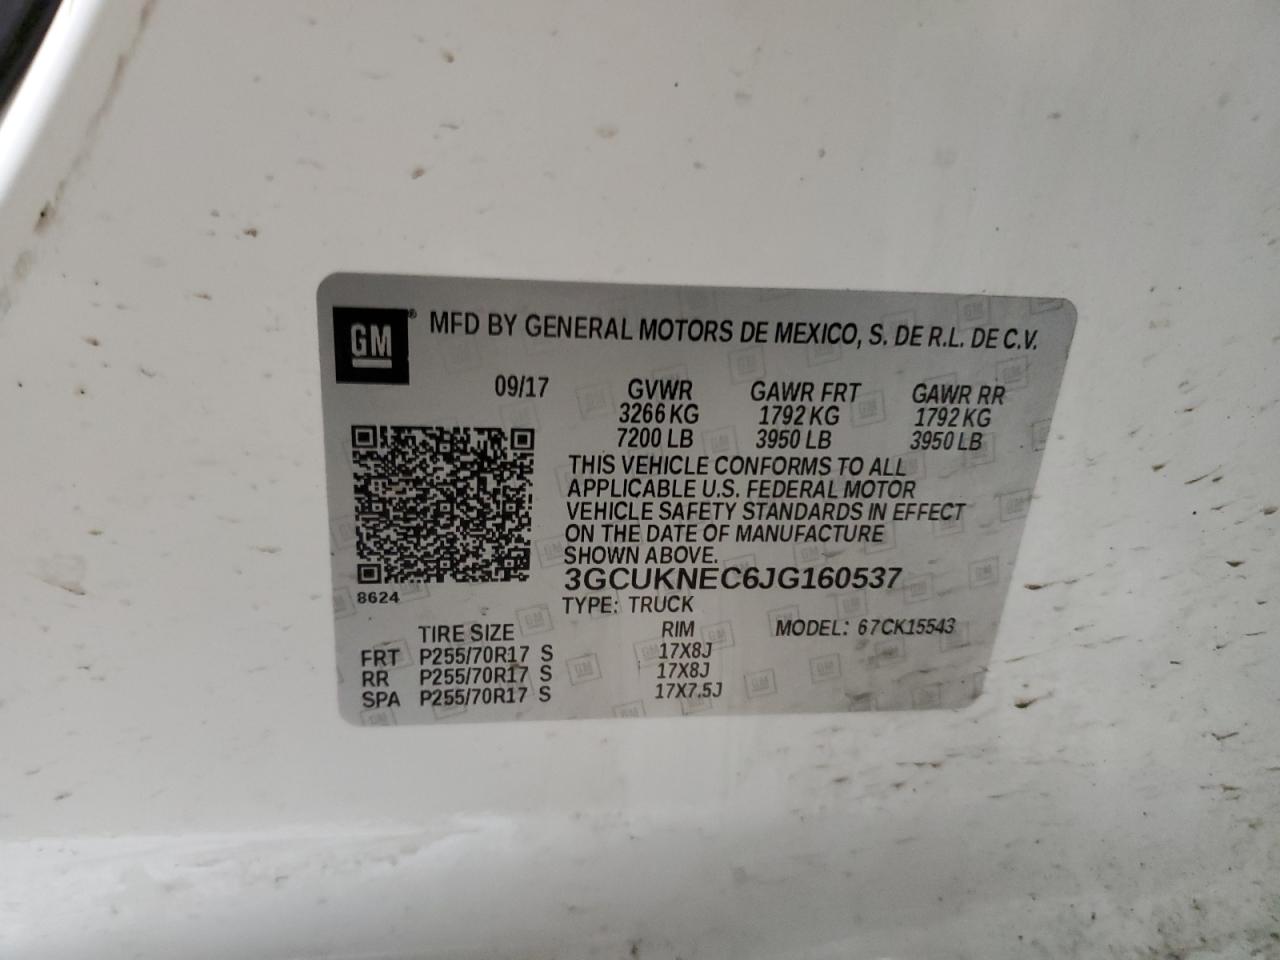 GM® MFD BY GENERAL MOTORS DE MEXICO, S. DE R.L. DE C.V.
09/17 GVWR GAWR FRT GAWR RR
3266 KG 1792 KG 1792 KG
7200 LB 3950 LB 3950 LB
THIS VEHICLE CONFORMS TO ALL
APPLICABLE U.S. FEDERAL MOTOR
VEHICLE SAFETY STANDARDS IN EFFECT
ON THE DATE OF MANUFACTURE
SHOWN ABOVE.
3GCUKNEC6JG160537
8624
TYPE: TRUCK
TIRE SIZE RIM MODEL: 67CK15543
FRT P255/70R17 S 17X8J
RR P255/70R17 S 17X8J
SPA P255/70R17 S 17X7.5J